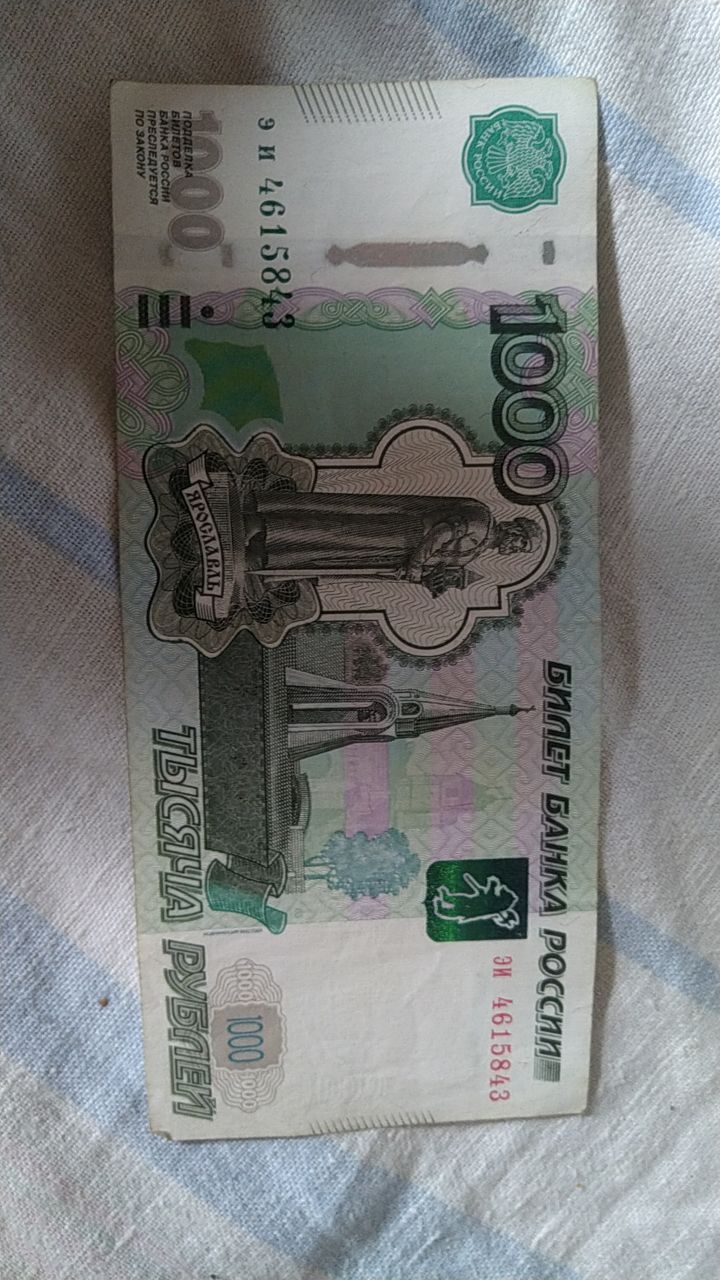 БАНК РОССИИ
1000
БИЛЕТ БАНКА РОССИИ
эи 4615843
эи 4615843
1000
ПОДДЕЛКА
БИЛЕТОВ
БАНКА РОССИИ
ПРЕСЛЕДУЕТСЯ
ПО ЗАКОНУ
ЯРОСЛАВЛЬ
1000 1000 1000
ТЫСЯЧА РУБЛЕЙ